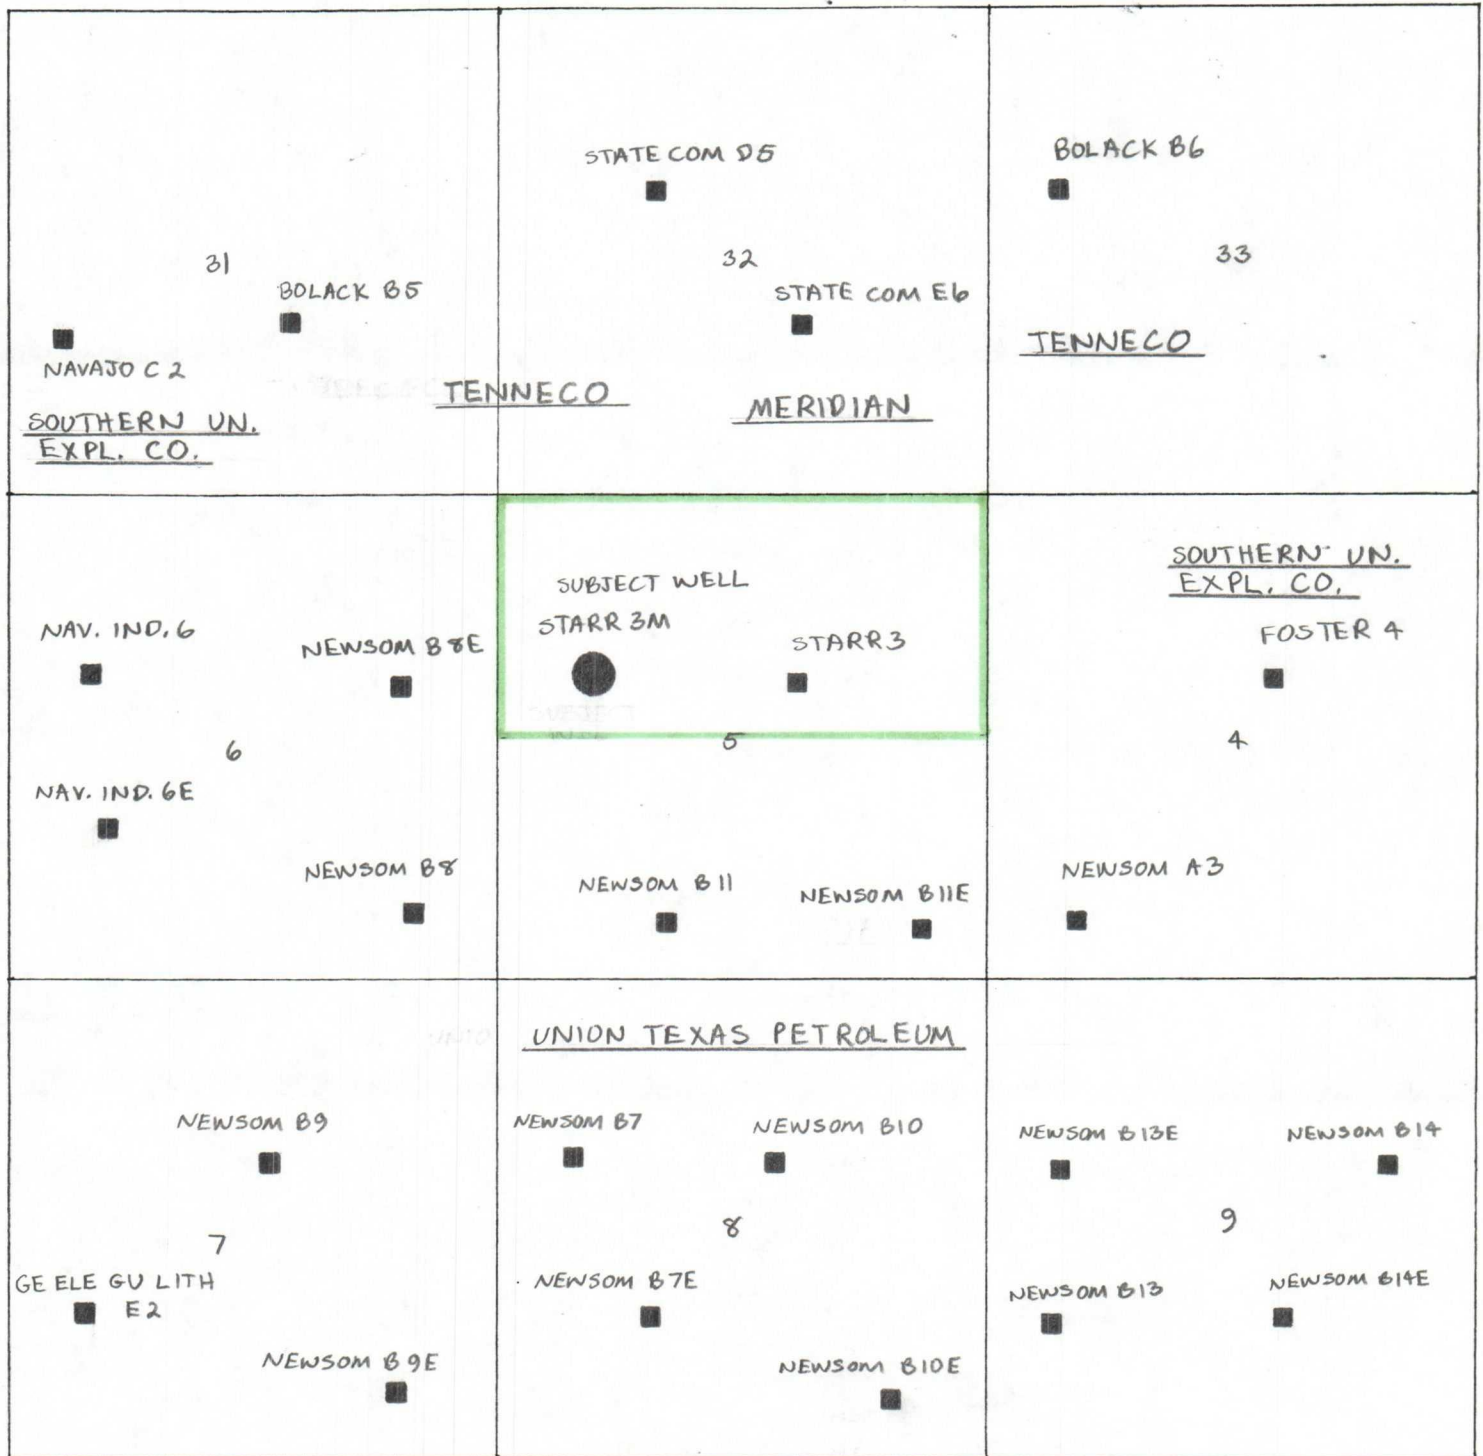 STATE COM D5
BOLACK B6
31
32
33
BOLACK B5
STATE COM E6
NAVAJO C 2
TENNECO
TENNECO
MERIDIAN
SOUTHERN UN.
EXPL. CO.
SUBJECT WELL
STARR 3M
STARR 3
SOUTHERN UN.
EXPL. CO.
FOSTER 4
NAV. IND. 6
NEWSOM B8E
6
5
4
NAV. IND. 6E
NEWSOM B8
NEWSOM B11
NEWSOM B11E
NEWSOM A3
UNION TEXAS PETROLEUM
NEWSOM B9
NEWSOM B7
NEWSOM B10
NEWSOM B13E
NEWSOM B14
7
8
9
GE ELE GU LITH
E2
NEWSOM B7E
NEWSOM B13
NEWSOM B14E
NEWSOM B9E
NEWSOM B10E